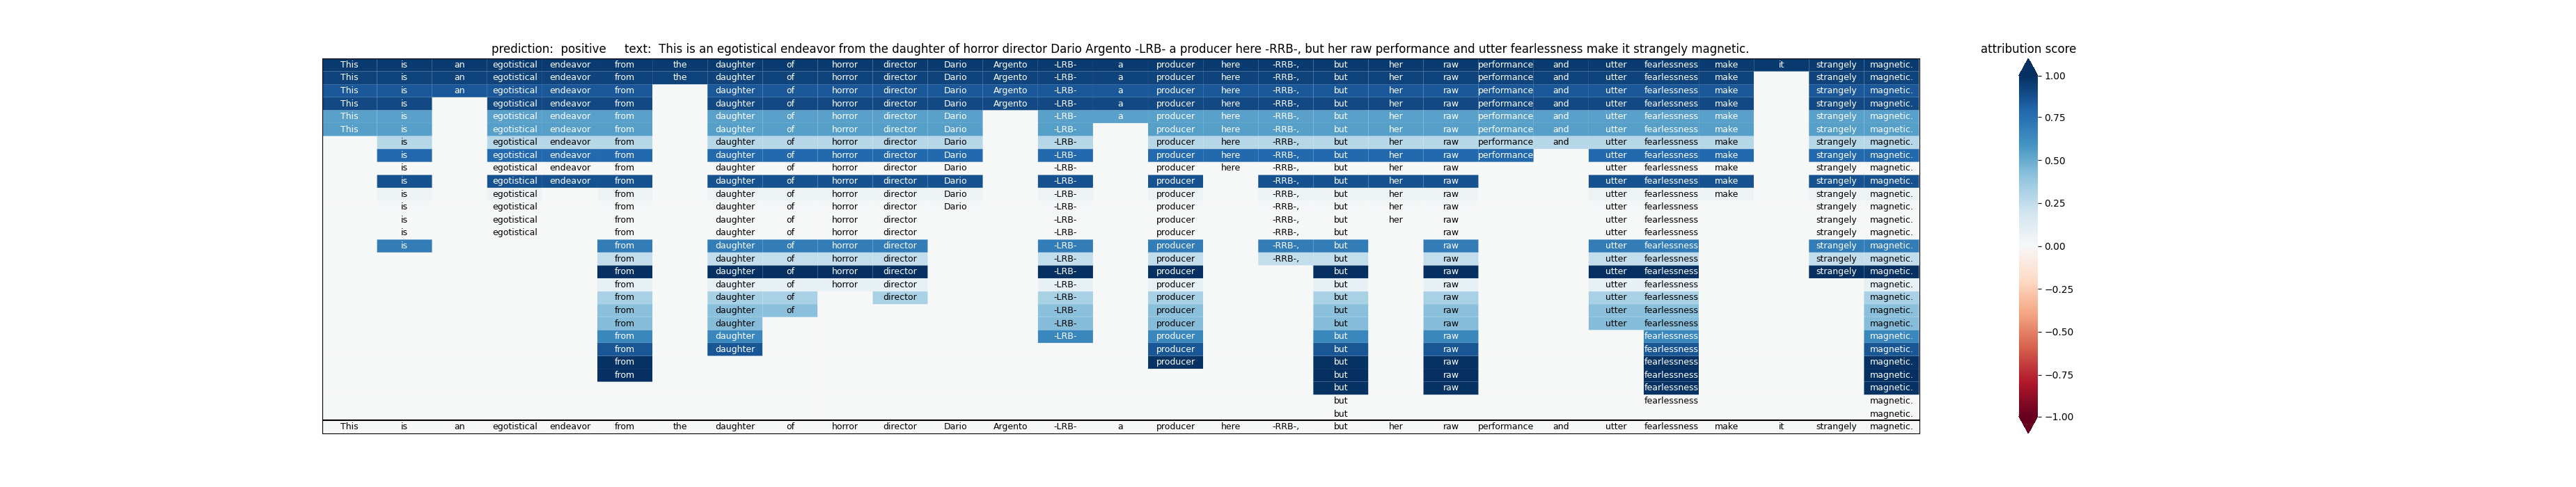 prediction: positive text: This is an egotistical endeavor from the daughter of horror director Dario Argento -LRB- a producer here -RRB-, but her raw performance and utter fearlessness make it strangely magnetic.
This is an egotistical endeavor from the daughter of horror director Dario Argento -LRB- a producer here -RRB-, but her raw performance and utter fearlessness make it strangely magnetic.
This is an egotistical endeavor from the daughter of horror director Dario Argento -LRB- a producer here -RRB-, but her raw performance and utter fearlessness make strangely magnetic.
This is an egotistical endeavor from daughter of horror director Dario Argento -LRB- a producer here -RRB-, but her raw performance and utter fearlessness make strangely magnetic.
This is egotistical endeavor from daughter of horror director Dario Argento -LRB- a producer here -RRB-, but her raw performance and utter fearlessness make strangely magnetic.
This is egotistical endeavor from daughter of horror director Dario -LRB- a producer here -RRB-, but her raw performance and utter fearlessness make strangely magnetic.
This is egotistical endeavor from daughter of horror director Dario -LRB- producer here -RRB-, but her raw performance and utter fearlessness make strangely magnetic.
is egotistical endeavor from daughter of horror director Dario -LRB- producer here -RRB-, but her raw performance and utter fearlessness make strangely magnetic.
is egotistical endeavor from daughter of horror director Dario -LRB- producer here -RRB-, but her raw performance utter fearlessness make strangely magnetic.
is egotistical endeavor from daughter of horror director Dario -LRB- producer here -RRB-, but her raw utter fearlessness make strangely magnetic.
is egotistical endeavor from daughter of horror director Dario -LRB- producer -RRB-, but her raw utter fearlessness make strangely magnetic.
is egotistical from daughter of horror director Dario -LRB- producer -RRB-, but her raw utter fearlessness make strangely magnetic.
is egotistical from daughter of horror director Dario -LRB- producer -RRB-, but her raw utter fearlessness strangely magnetic.
is egotistical from daughter of horror director -LRB- producer -RRB-, but her raw utter fearlessness strangely magnetic.
is egotistical from daughter of horror director -LRB- producer -RRB-, but raw utter fearlessness strangely magnetic.
is from daughter of horror director -LRB- producer -RRB-, but raw utter fearlessness strangely magnetic.
from daughter of horror director -LRB- producer -RRB-, but raw utter fearlessness strangely magnetic.
from daughter of horror director -LRB- producer but raw utter fearlessness strangely magnetic.
from daughter of horror director -LRB- producer but raw utter fearlessness magnetic.
from daughter of director -LRB- producer but raw utter fearlessness magnetic.
from daughter of -LRB- producer but raw utter fearlessness magnetic.
from daughter -LRB- producer but raw utter fearlessness magnetic.
from daughter -LRB- producer but raw fearlessness magnetic.
from daughter producer but raw fearlessness magnetic.
from producer but raw fearlessness magnetic.
from but raw fearlessness magnetic.
but raw fearlessness magnetic.
but fearlessness magnetic.
but magnetic.
This is an egotistical endeavor from the daughter of horror director Dario Argento -LRB- a producer here -RRB-, but her raw performance and utter fearlessness make it strangely magnetic.
attribution score
1.00
0.75
0.50
0.25
0.00
−0.25
−0.50
−0.75
−1.00